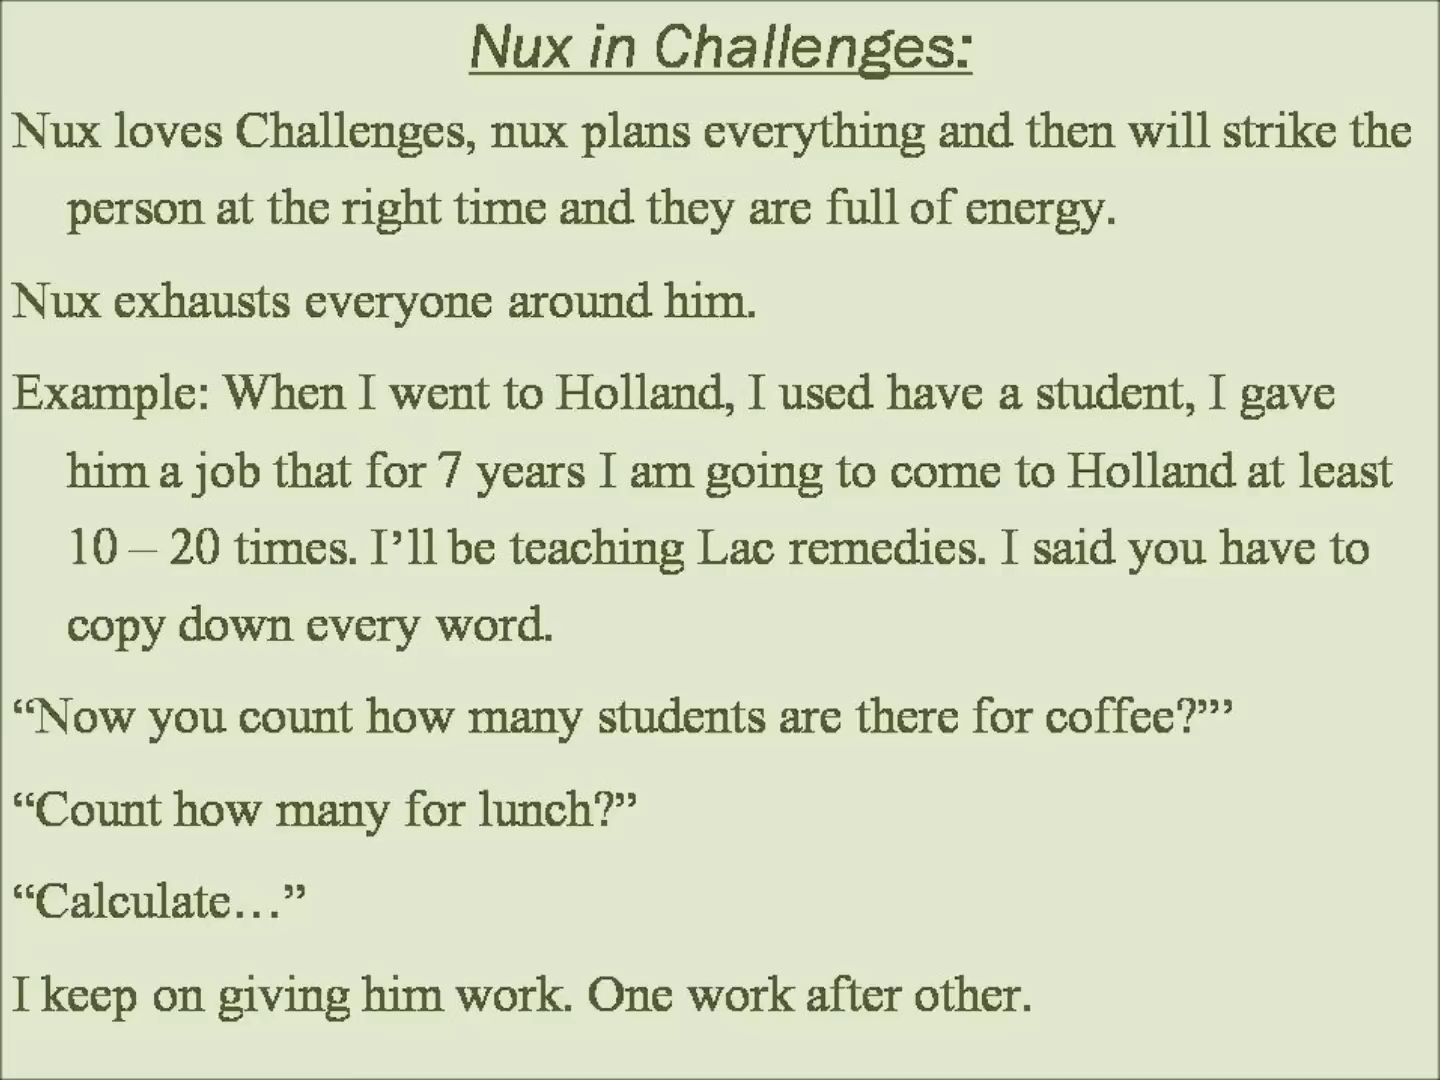 Nux in Challenges:
Nux loves Challenges, nux plans everything and then will strike the
person at the right time and they are full of energy.
Nux exhausts everyone around him.
Example: When I went to Holland, I used have a student, I gave
him a job that for 7 years I am going to come to Holland at least
10 – 20 times. I’ll be teaching Lac remedies. I said you have to
copy down every word.
“Now you count how many students are there for coffee?”’
“Count how many for lunch?”
“Calculate…”
I keep on giving him work. One work after other.